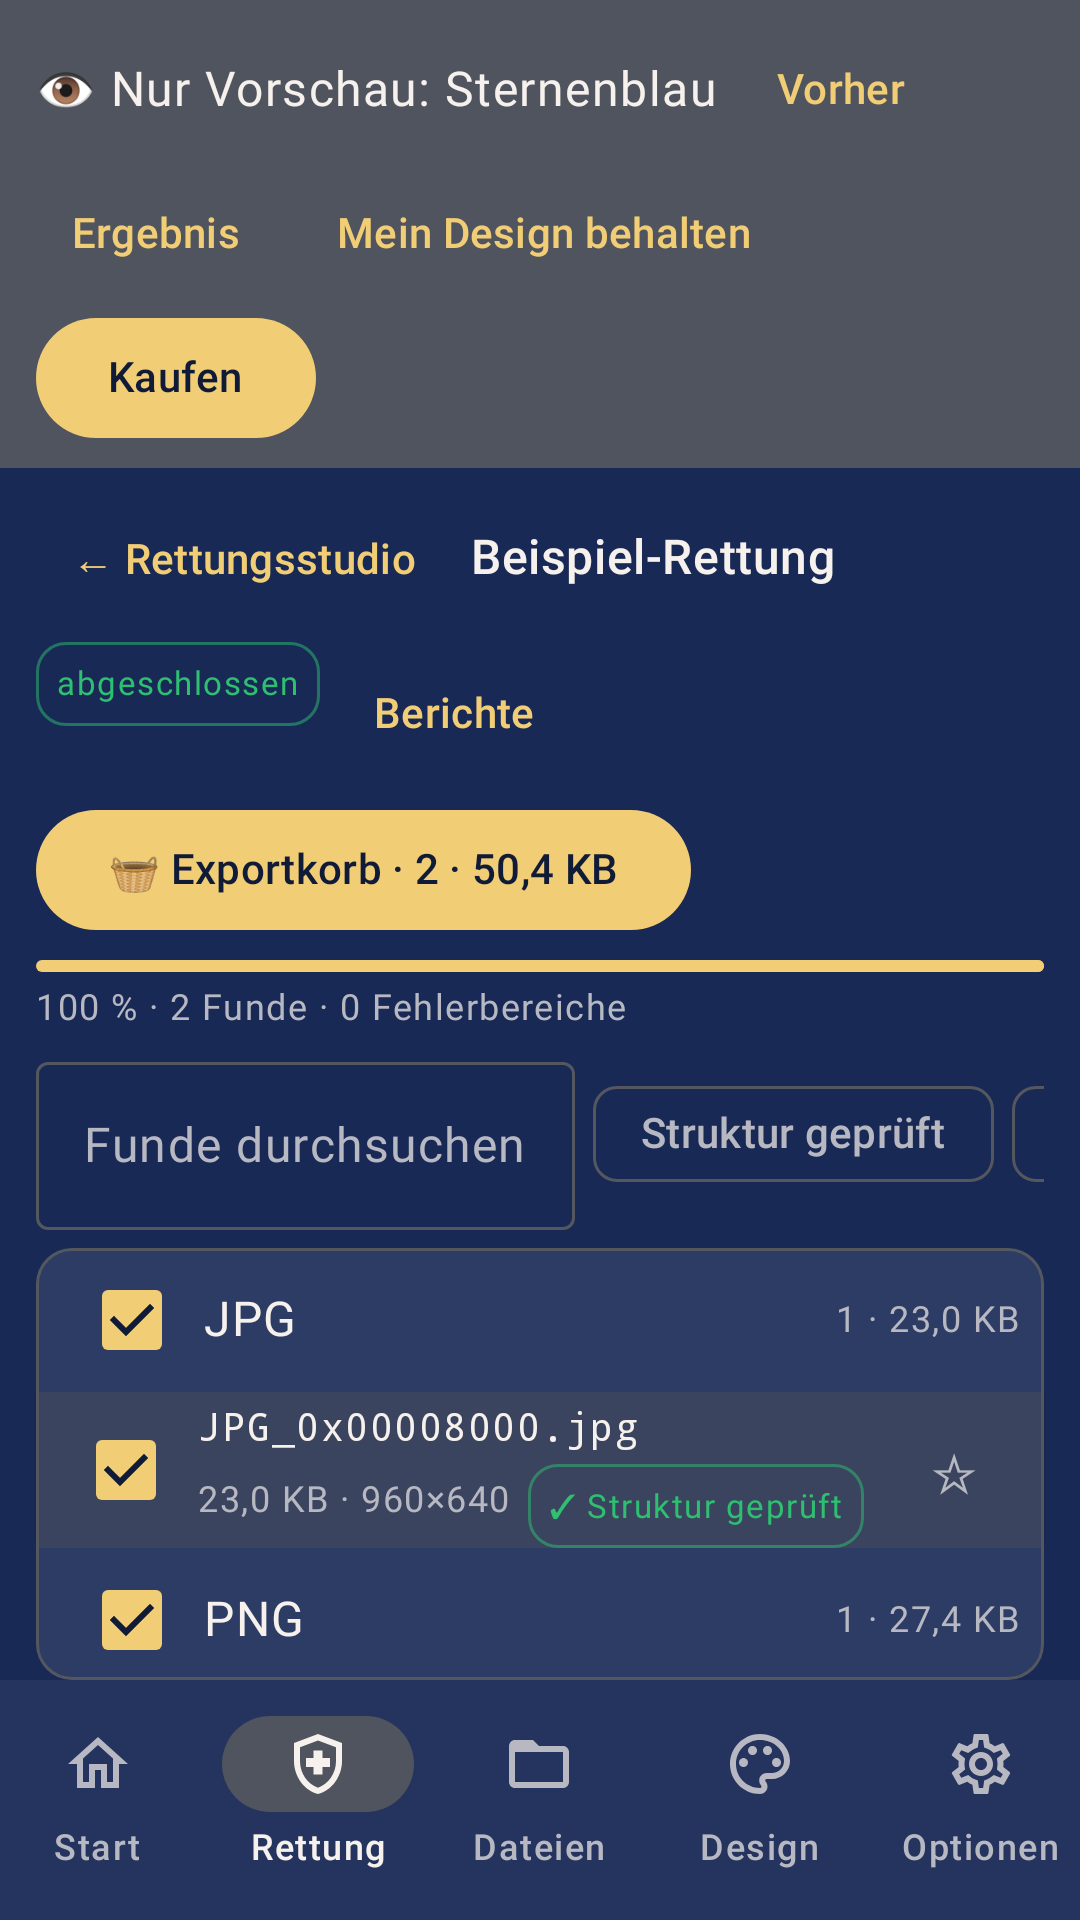 👁️ Nur Vorschau: Sternenblau Vorher
Ergebnis Mein Design behalten
Kaufen
← Rettungsstudio Beispiel-Rettung
abgeschlossen
Berichte
🧺 Exportkorb · 2 · 50,4 KB
100 % · 2 Funde · 0 Fehlerbereiche
Funde durchsuchen Struktur geprüft
JPG 1 · 23,0 KB
JPG_0x00008000.jpg
23,0 KB · 960×640 ✓ Struktur geprüft ☆
PNG 1 · 27,4 KB
Start Rettung Dateien Design Optionen